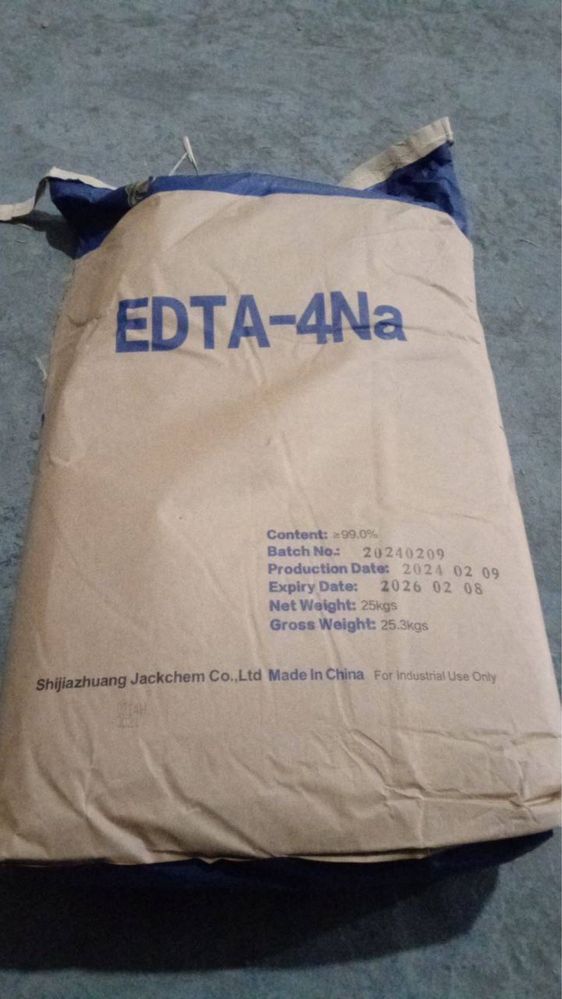 EDTA-4Na
Content: ≥99.0%
Batch No.: 20240209
Production Date: 2024 02 09
Expiry Date: 2026 02 08
Net Weight: 25kgs
Gross Weight: 25.3kgs
Shijiazhuang Jackchem Co.,Ltd Made In China For Industrial Use Only